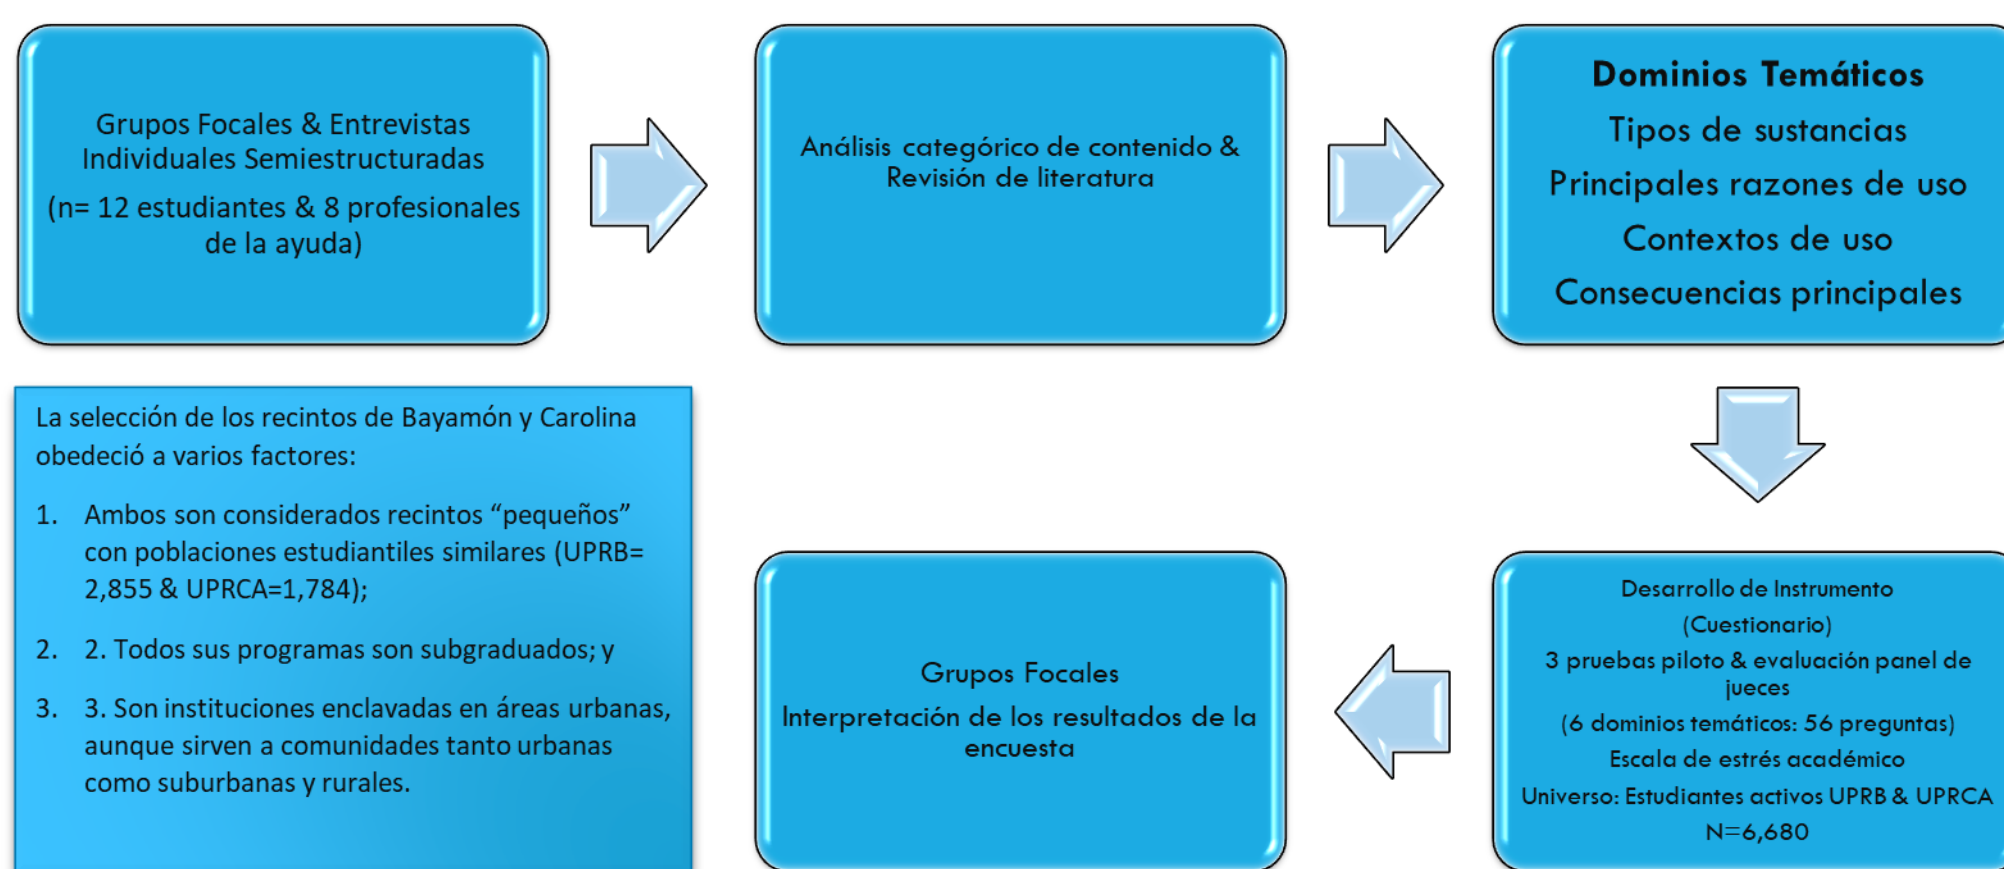 Grupos Focales & Entrevistas
Individuales Semiestructuradas
(n= 12 estudiantes & 8 profesionales
de la ayuda)
Análisis categórico de contenido &
Revisión de literatura
Dominios Temáticos
Tipos de sustancias
Principales razones de uso
Contextos de uso
Consecuencias principales
La selección de los recintos de Bayamón y Carolina
obedeció a varios factores:
1. Ambos son considerados recintos “pequeños”
con poblaciones estudiantiles similares (UPRB=
2,855 & UPRCA=1,784);
2. 2. Todos sus programas son subgraduados; y
3. 3. Son instituciones enclavadas en áreas urbanas,
aunque sirven a comunidades tanto urbanas
como suburbanas y rurales.
Grupos Focales
Interpretación de los resultados de la
encuesta
Desarrollo de Instrumento
(Cuestionario)
3 pruebas piloto & evaluación panel de
jueces
(6 dominios temáticos: 56 preguntas)
Escala de estrés académico
Universo: Estudiantes activos UPRB & UPRCA
N=6,680